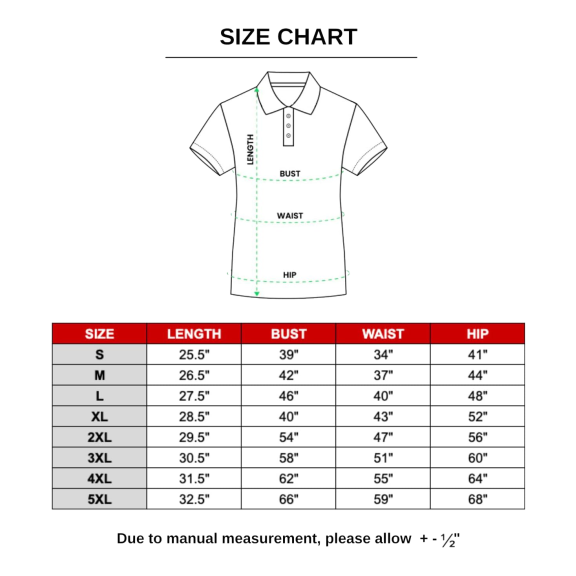 SIZE CHART
LENGTH
BUST
WAIST
HIP
SIZE LENGTH BUST WAIST HIP
S 25.5" 39" 34" 41"
M 26.5" 42" 37" 44"
L 27.5" 46" 40" 48"
XL 28.5" 40" 43" 52"
2XL 29.5" 54" 47" 56"
3XL 30.5" 58" 51" 60"
4XL 31.5" 62" 55" 64"
5XL 32.5" 66" 59" 68"
Due to manual measurement, please allow + - ½"